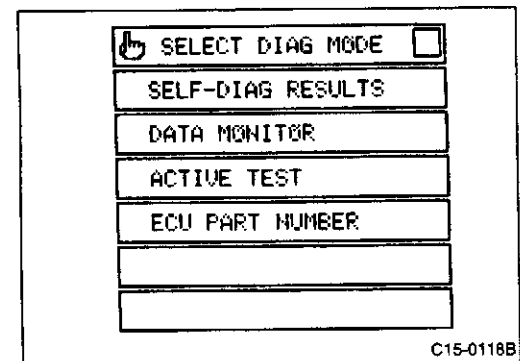 SELECT DIAG MODE
SELF-DIAG RESULTS
DATA MONITOR
ACTIVE TEST
ECU PART NUMBER
C15-0118B